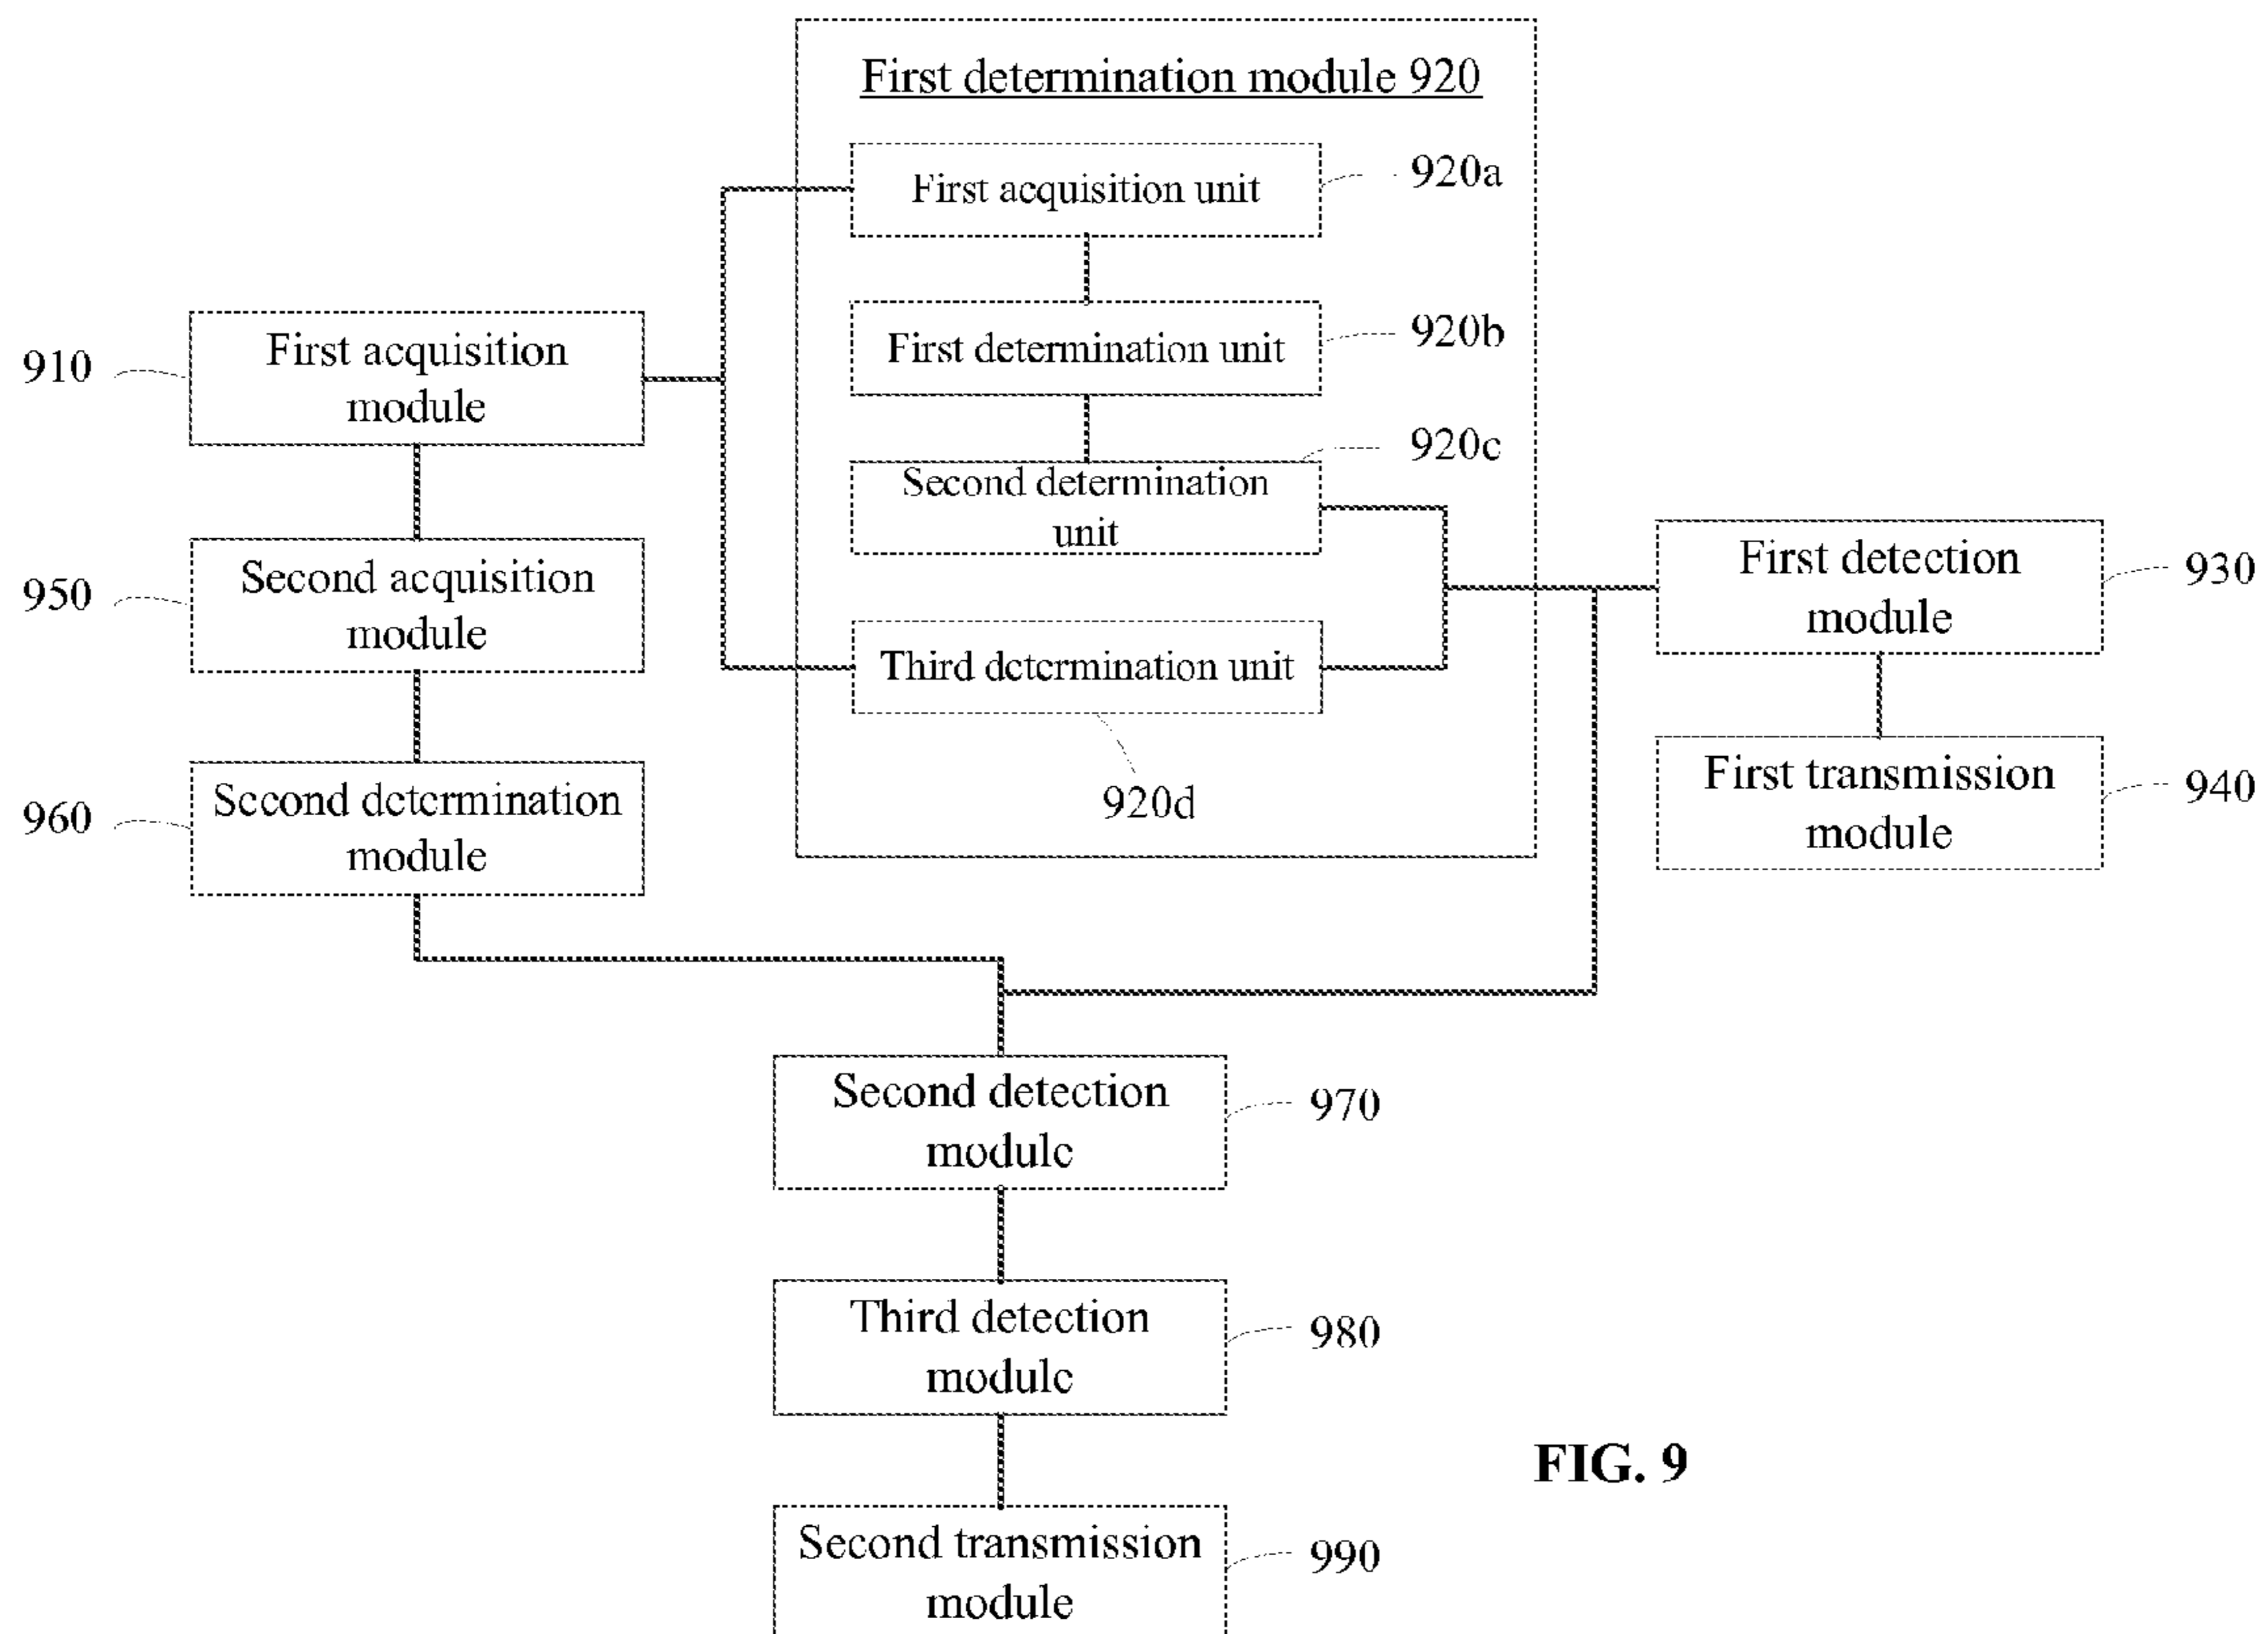 First determination module 920
First acquisition unit
920a
First determination unit
920b
920c
Second determination
unit
Third determination unit
920d
910
First acquisition
module
950
Second acquisition
module
960
Second determination
module
First detection
module
930
First transmission
module
940
Second detection
module
970
Third detection
module
980
Second transmission
module
990
FIG. 9